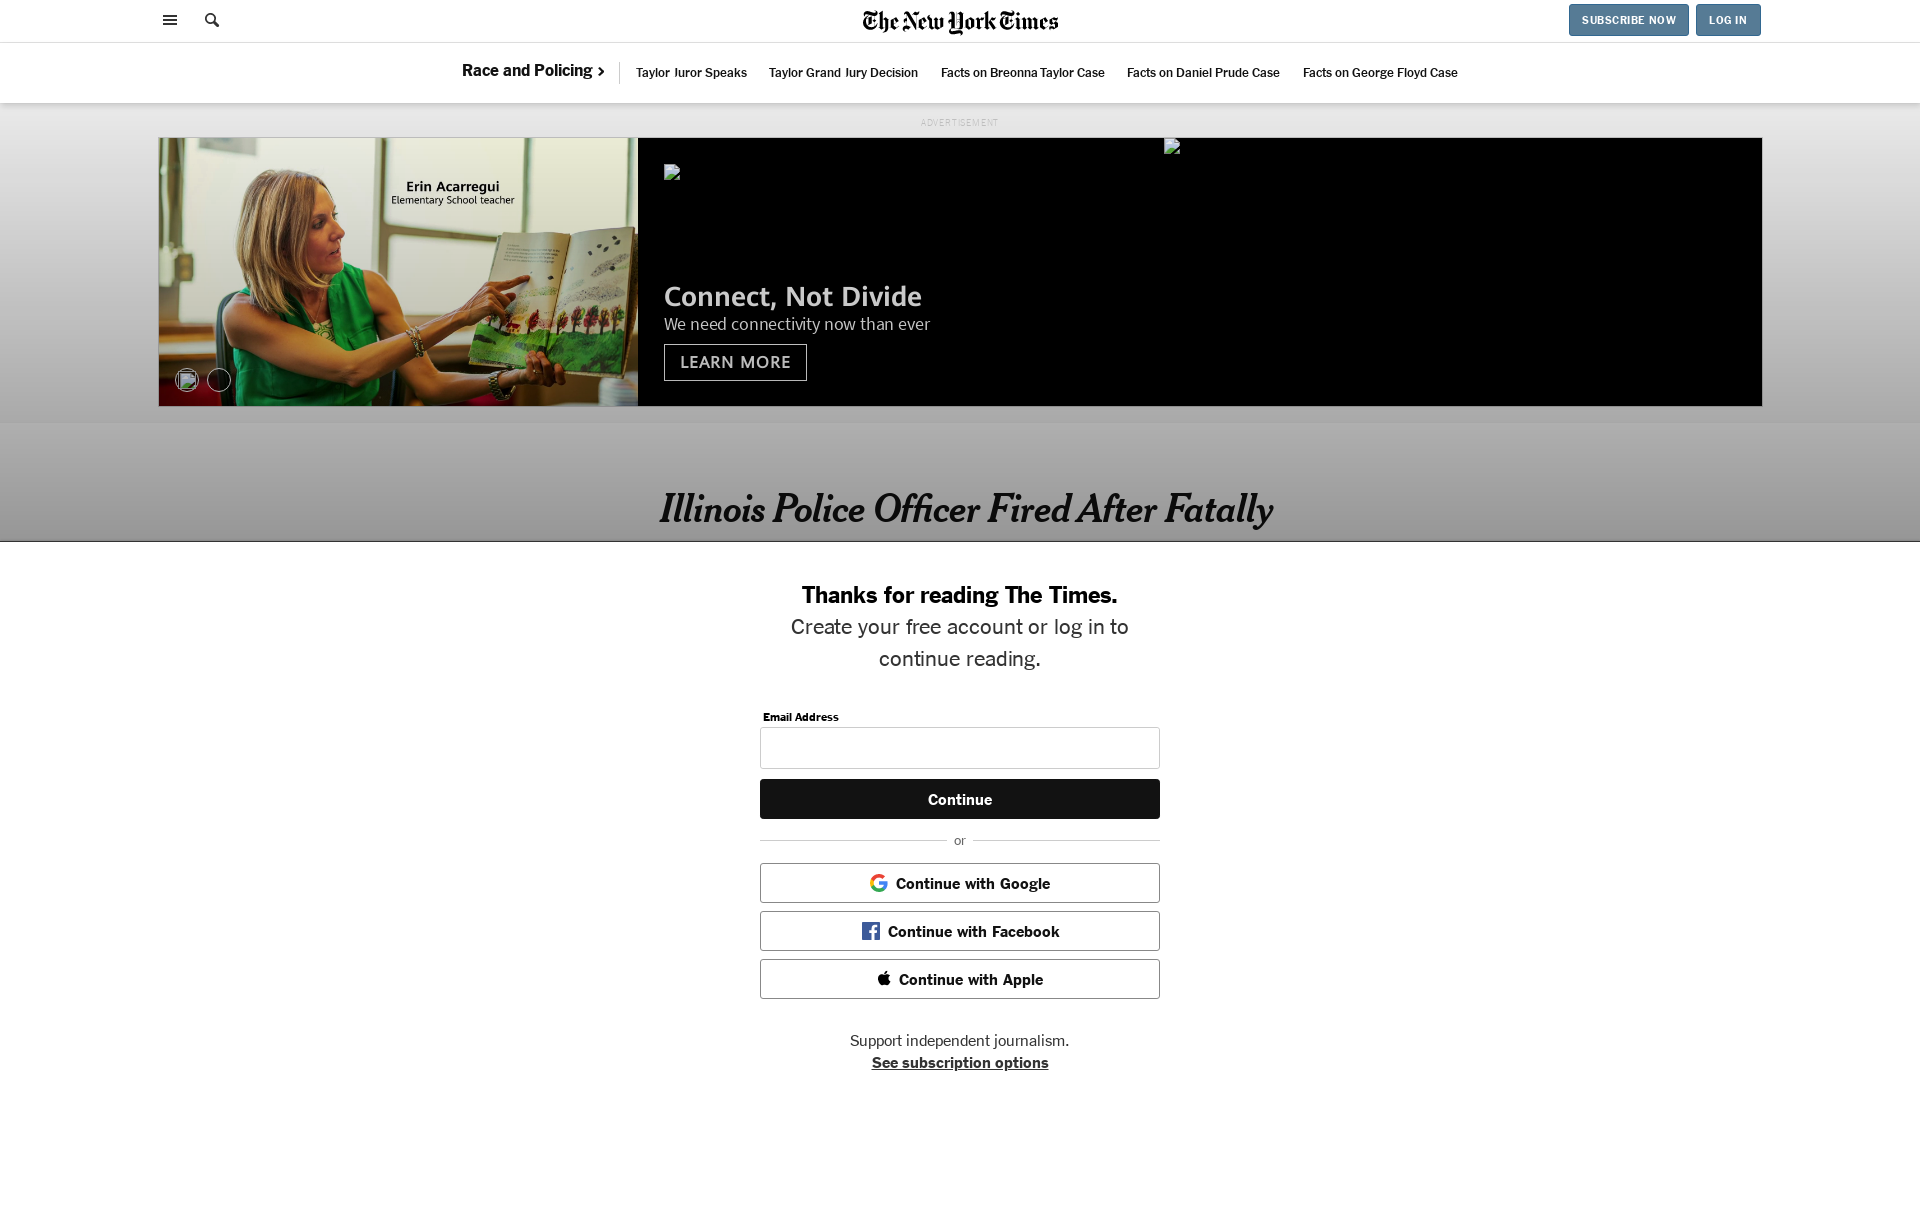 The New York Times
SUBSCRIBE NOW
LOG IN
Race and Policing
Taylor Juror Speaks
Taylor Grand Jury Decision
Facts on Breonna Taylor Case
Facts on Daniel Prude Case
Facts on George Floyd Case
ADVERTISEMENT
Erin Acarregui
Elementary School teacher
Connect, Not Divide
We need connectivity now than ever
LEARN MORE
Illinois Police Officer Fired After Fatally
Thanks for reading The Times.
Create your free account or log in to
continue reading.
Email Address
Continue
or
Continue with Google
Continue with Facebook
Continue with Apple
Support independent journalism.
See subscription options